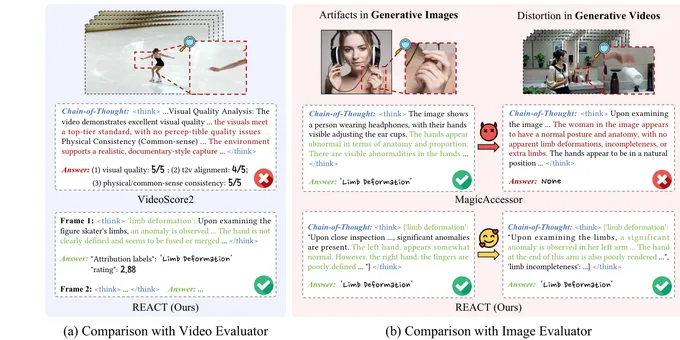 Artifacts in Generative Images
Distortion in Generative Videos
Chain-of-Thought: <think> ...Visual Quality Analysis: The
video demonstrates excellent visual quality ... the visuals meet
a top-tier standard, with no percep-tible quality issues ...
Physical Consistency (Common-sense) ... The environment
supports a realistic, documentary-style capture ... </think>
Answer: (1) visual quality: 5/5 ; (2) t2v alignment: 4/5;
(3) physical/common-sense consistency: 5/5
VideoScore2
Frame 1: <think> 'limb deformation': Upon examining the
figure skater's limbs, an anomaly is observed ... The hand is not
clearly defined and seems to be fused or merged ... </think>
Answer: "Attribution labels": 'Limb Deformation'
"rating": 2.88
Frame 2: <think> ... </think> Answer: ...
REACT (Ours)
(a) Comparison with Video Evaluator
Chain-of-Thought: <think> The image shows
a person wearing headphones, with their hands
visible adjusting the ear cups. The hands appear
abnormal in terms of anatomy and proportion.
There are visible abnormalities in the hands ...
</think>
Answer: 'Limb Deformation'
Chain-of-Thought: <think> Upon examining
the image ... The woman in the image appears
to have a normal posture and anatomy, with no
apparent limb deformations, incompleteness, or
extra limbs. The hands appear to be in a natural
position ... </think>
Answer: None
MagicAccessor
Chain-of-Thought: <think> {'limb deformation':
"Upon close inspection ..., significant anomalies
are present. The left hand, appears somewhat
normal. However, the right hand, the fingers are
poorly defined ... "} </think>
Answer: 'Limb Deformation'
Chain-of-Thought: <think> {'limb deformation':
"Upon examining the limbs, a significant
anomaly is observed in her left arm ... The hand
at the end of this arm is also poorly rendered ...",
'limb incompleteness': ...} </think>
Answer: 'Limb Deformation'
REACT (Ours)
(b) Comparison with Image Evaluator